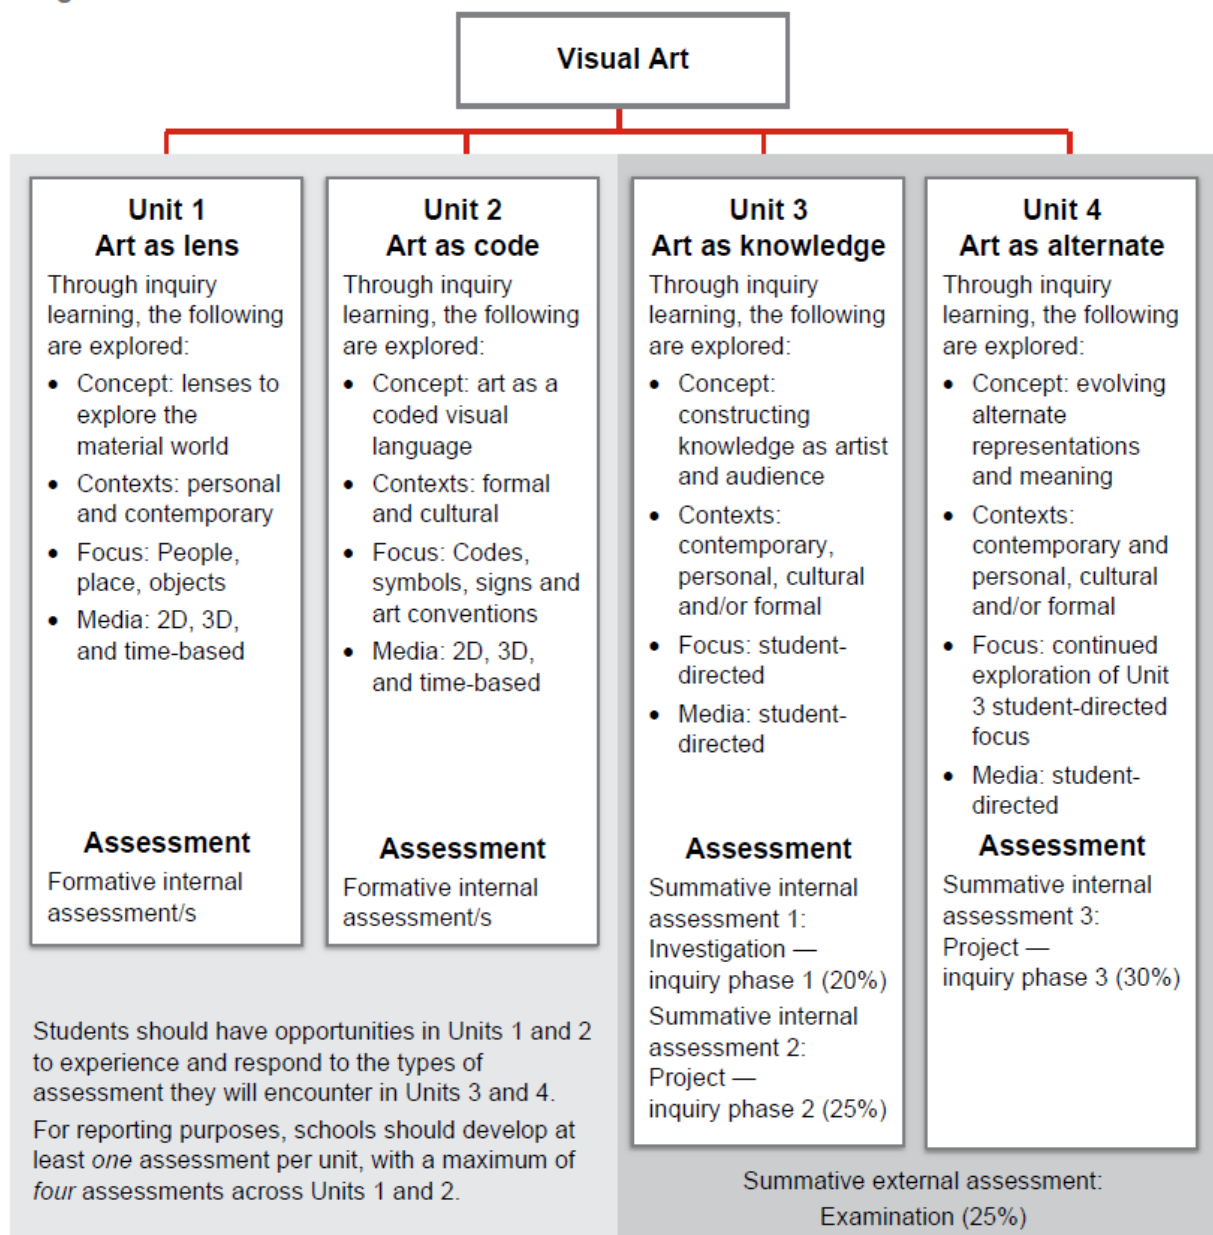 Visual Art
Unit 1
Art as lens
Through inquiry
learning, the following
are explored:
• Concept: lenses to
explore the
material world
• Contexts: personal
and contemporary
• Focus: People,
place, objects
• Media: 2D, 3D,
and time-based
Assessment
Formative internal
assessment/s
Unit 2
Art as code
Through inquiry
learning, the following
are explored:
• Concept: art as a
coded visual
language
• Contexts: formal
and cultural
• Focus: Codes,
symbols, signs and
art conventions
• Media: 2D, 3D,
and time-based
Assessment
Formative internal
assessment/s
Students should have opportunities in Units 1 and 2
to experience and respond to the types of
assessment they will encounter in Units 3 and 4.
For reporting purposes, schools should develop at
least one assessment per unit, with a maximum of
four assessments across Units 1 and 2.
Unit 3
Art as knowledge
Through inquiry
learning, the following
are explored:
• Concept:
constructing
knowledge as artist
and audience
• Contexts:
contemporary,
personal, cultural
and/or formal
• Focus: student-
directed
• Media: student-
directed
Assessment
Summative internal
assessment 1:
Investigation —
inquiry phase 1 (20%)
Summative internal
assessment 2:
Project —
inquiry phase 2 (25%)
Unit 4
Art as alternate
Through inquiry
learning, the following
are explored:
• Concept: evolving
alternate
representations
and meaning
• Contexts:
contemporary and
personal, cultural
and/or formal
• Focus: continued
exploration of Unit
3 student-directed
focus
• Media: student-
directed
Assessment
Summative internal
assessment 3:
Project —
inquiry phase 3 (30%)
Summative external assessment:
Examination (25%)